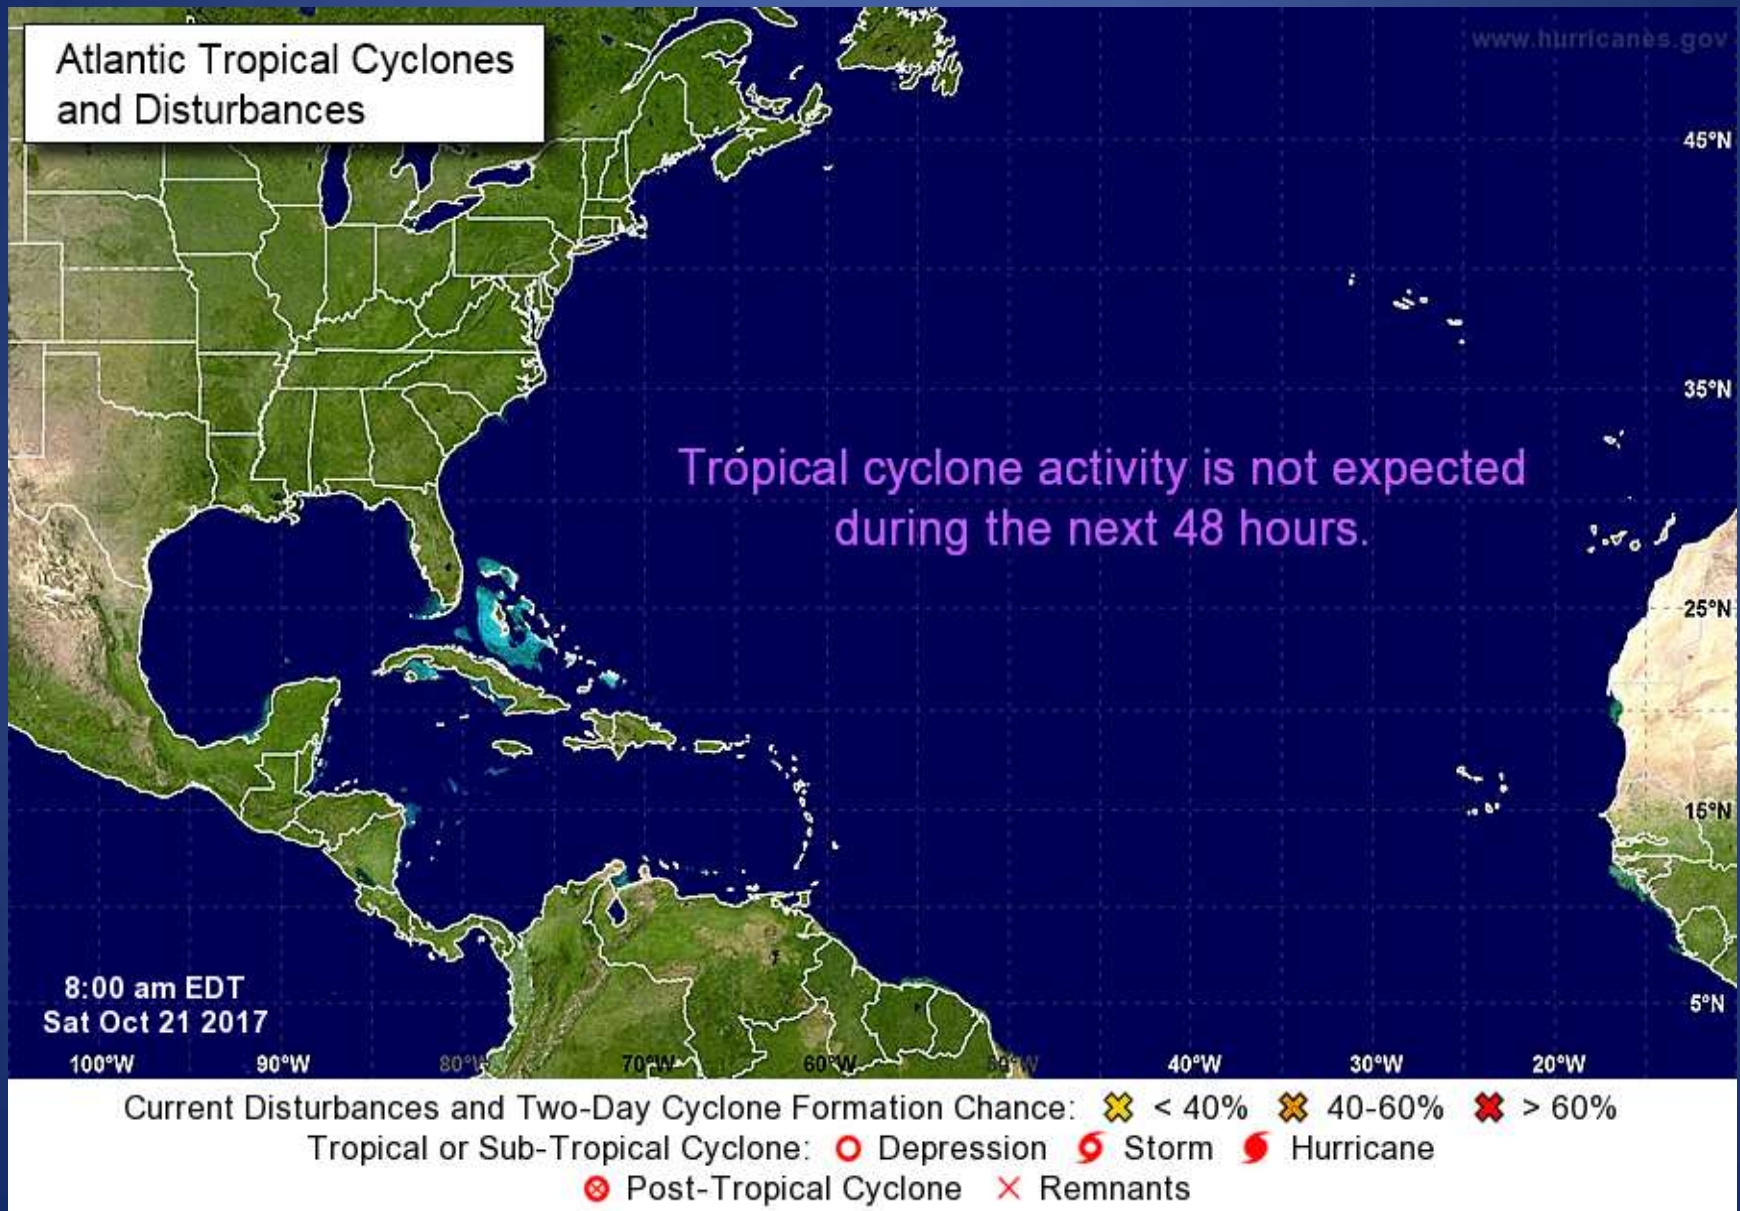 Atlantic Tropical Cyclones
and Disturbances
www.hurricanes.gov
45°N
35°N
Tropical cyclone activity is not expected
during the next 48 hours.
25°N
15°N
8:00 am EDT
Sat Oct 21 2017
5°N
100°W 90°W 80°W 70°W 60°W 50°W 40°W 30°W 20°W
Current Disturbances and Two-Day Cyclone Formation Chance: < 40% 40-60% > 60%
Tropical or Sub-Tropical Cyclone: Depression Storm Hurricane
Post-Tropical Cyclone Remnants